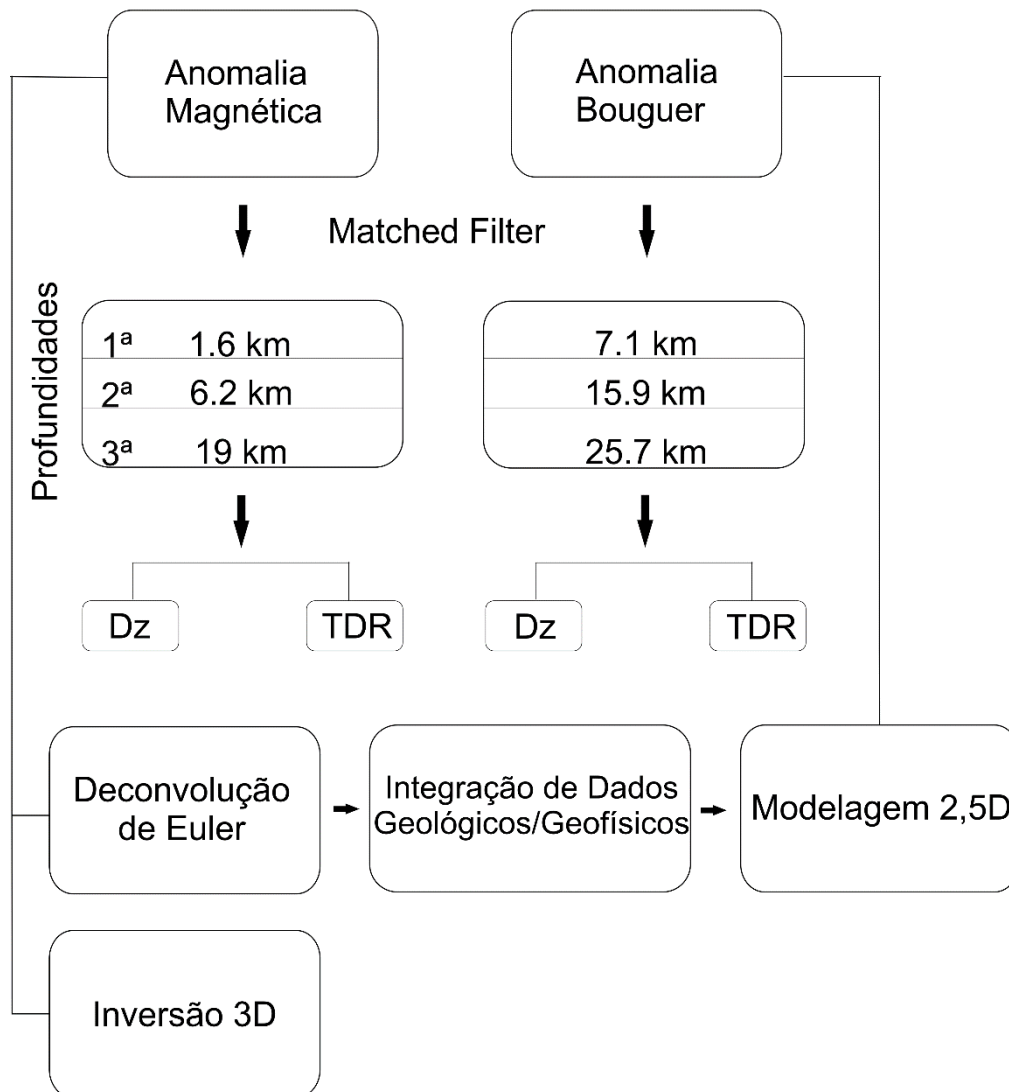 Anomalia
Magnética
Anomalia
Bouguer
Matched Filter
Profundidades
1ª 1.6 km
2ª 6.2 km
3ª 19 km
7.1 km
15.9 km
25.7 km
Dz
TDR
Dz
TDR
Deconvolução
de Euler
Integração de Dados
Geológicos/Geofísicos
Modelagem 2,5D
Inversão 3D